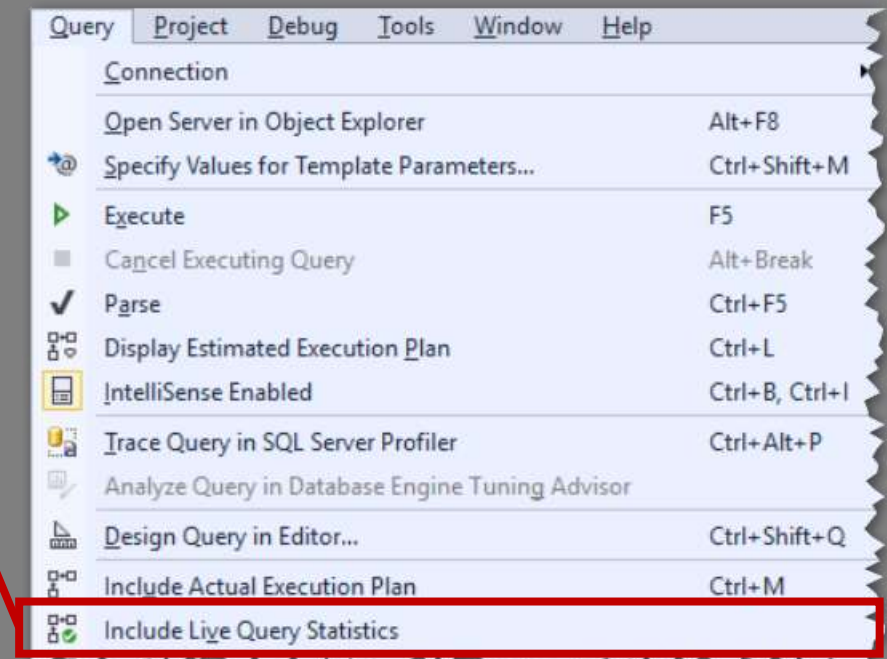 Query Project Debug Tools Window Help
Connection
Open Server in Object Explorer Alt+F8
Specify Values for Template Parameters... Ctrl+Shift+M
Execute F5
Cancel Executing Query Alt+Break
Parse Ctrl+F5
Display Estimated Execution Plan Ctrl+L
IntelliSense Enabled Ctrl+B, Ctrl+I
Trace Query in SQL Server Profiler Ctrl+Alt+P
Analyze Query in Database Engine Tuning Advisor
Design Query in Editor... Ctrl+Shift+Q
Include Actual Execution Plan Ctrl+M
Include Live Query Statistics